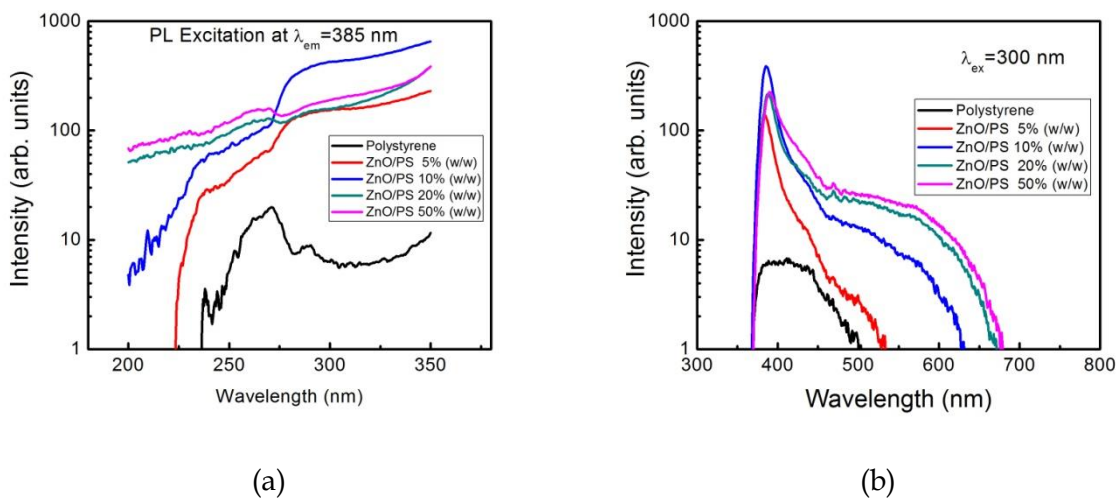 PL Excitation at λem=385 nm
Intensity (arb. units)
1000
100
10
1
Polystyrene
ZnO/PS 5% (w/w)
ZnO/PS 10% (w/w)
ZnO/PS 20% (w/w)
ZnO/PS 50% (w/w)
200 250 300 350
Wavelength (nm)
(a)
λex=300 nm
Intensity (arb. units)
1000
100
10
1
Polystyrene
ZnO/PS 5% (w/w)
ZnO/PS 10% (w/w)
ZnO/PS 20% (w/w)
ZnO/PS 50% (w/w)
300 400 500 600 700 800
Wavelength (nm)
(b)